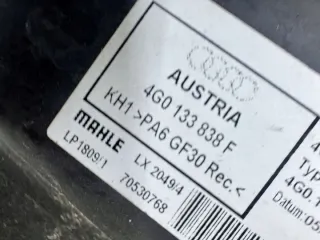 AUSTRIA
4G0 133 838 F
KH1 >PA6 GF30 Rec.<
MAHLE
LX 2049/4
LP1809/1
70530768
Typ
4G0.1
Datum:05